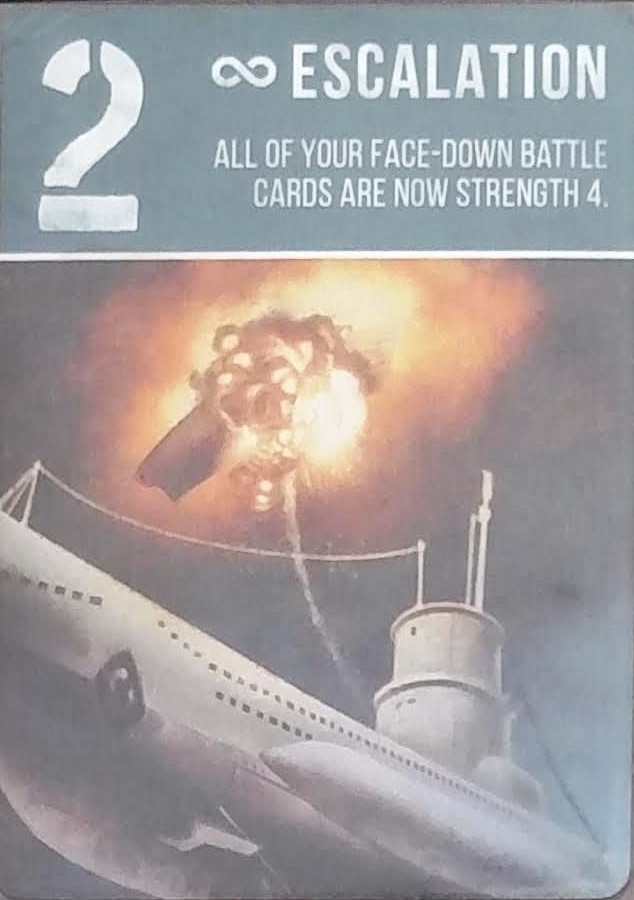 2
∞ ESCALATION
ALL OF YOUR FACE-DOWN BATTLE
CARDS ARE NOW STRENGTH 4.